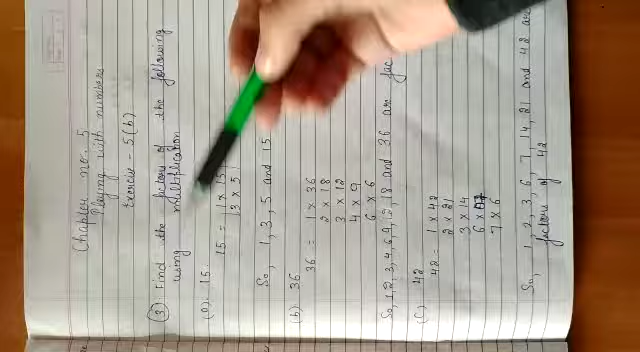 Chapter no. 5
Playing with numbers
Exercise - 5(b)
(3) Find the factors of the following
using multiplication
(a). 15.
15 = 1 x 15
3 x 5
So, 1, 3, 5 and 15
(b). 36
36 = 1 x 36
2 x 18
3 x 12
4 x 9
6 x 6
So, 1, 2, 3, 4, 6, 9, 12, 18 and 36 are fac
(C). 42
42 = 1 x 42
2 x 21
3 x 14
6 x 7
7 x 6
So, 1, 2, 3, 6, 7, 14, 21 and 42 are
factors of 42